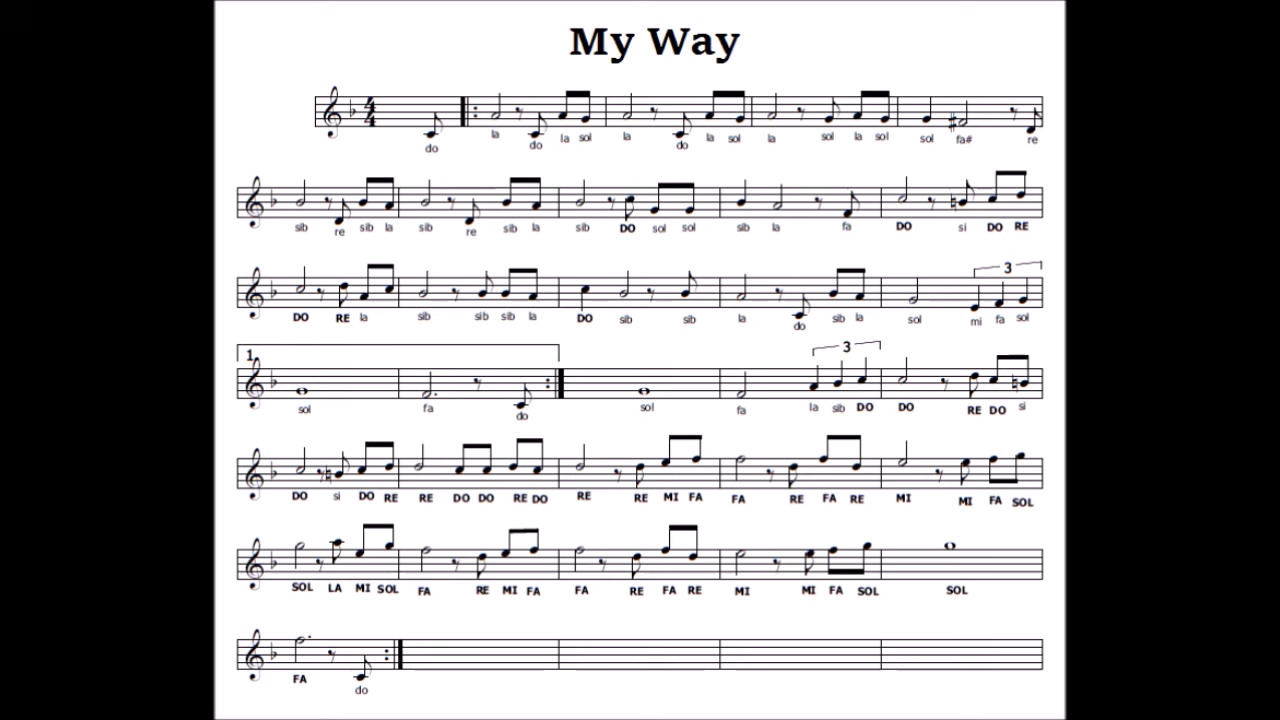 My Way
4
4
do la do la sol la do la sol la sol la sol sol fa# re
sib re sib la sib re sib la sib DO sol sol sib la fa DO si DO RE
3
DO RE la sib sib sib la DO sib sib la do sib la sol mi fa sol
1 3
sol fa do sol fa la sib DO DO RE DO si
DO si DO RE RE DO DO RE DO RE RE MI FA FA RE FA RE MI MI FA SOL
SOL LA MI SOL FA RE MI FA FA RE FA RE MI MI FA SOL SOL
FA do